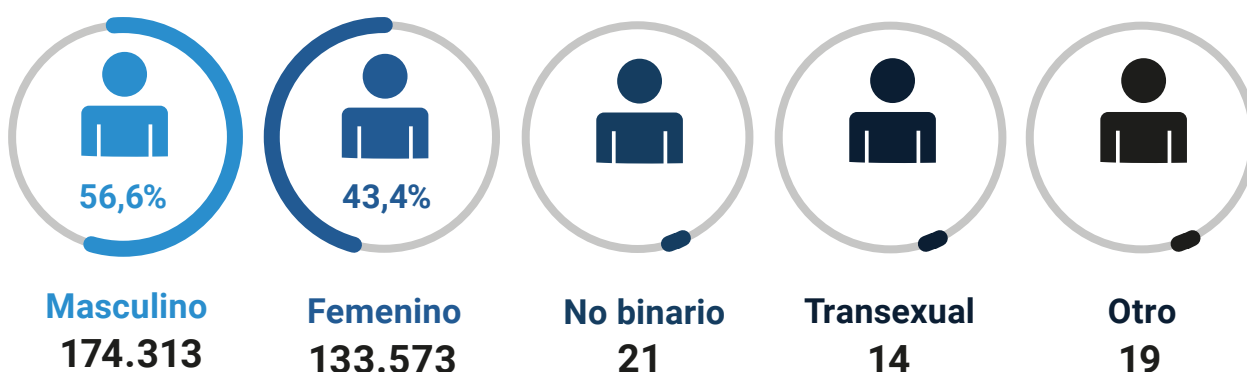 56,6%
43,4%
Masculino
Femenino
No binario
Transexual
Otro
174.313
133.573
21
14
19